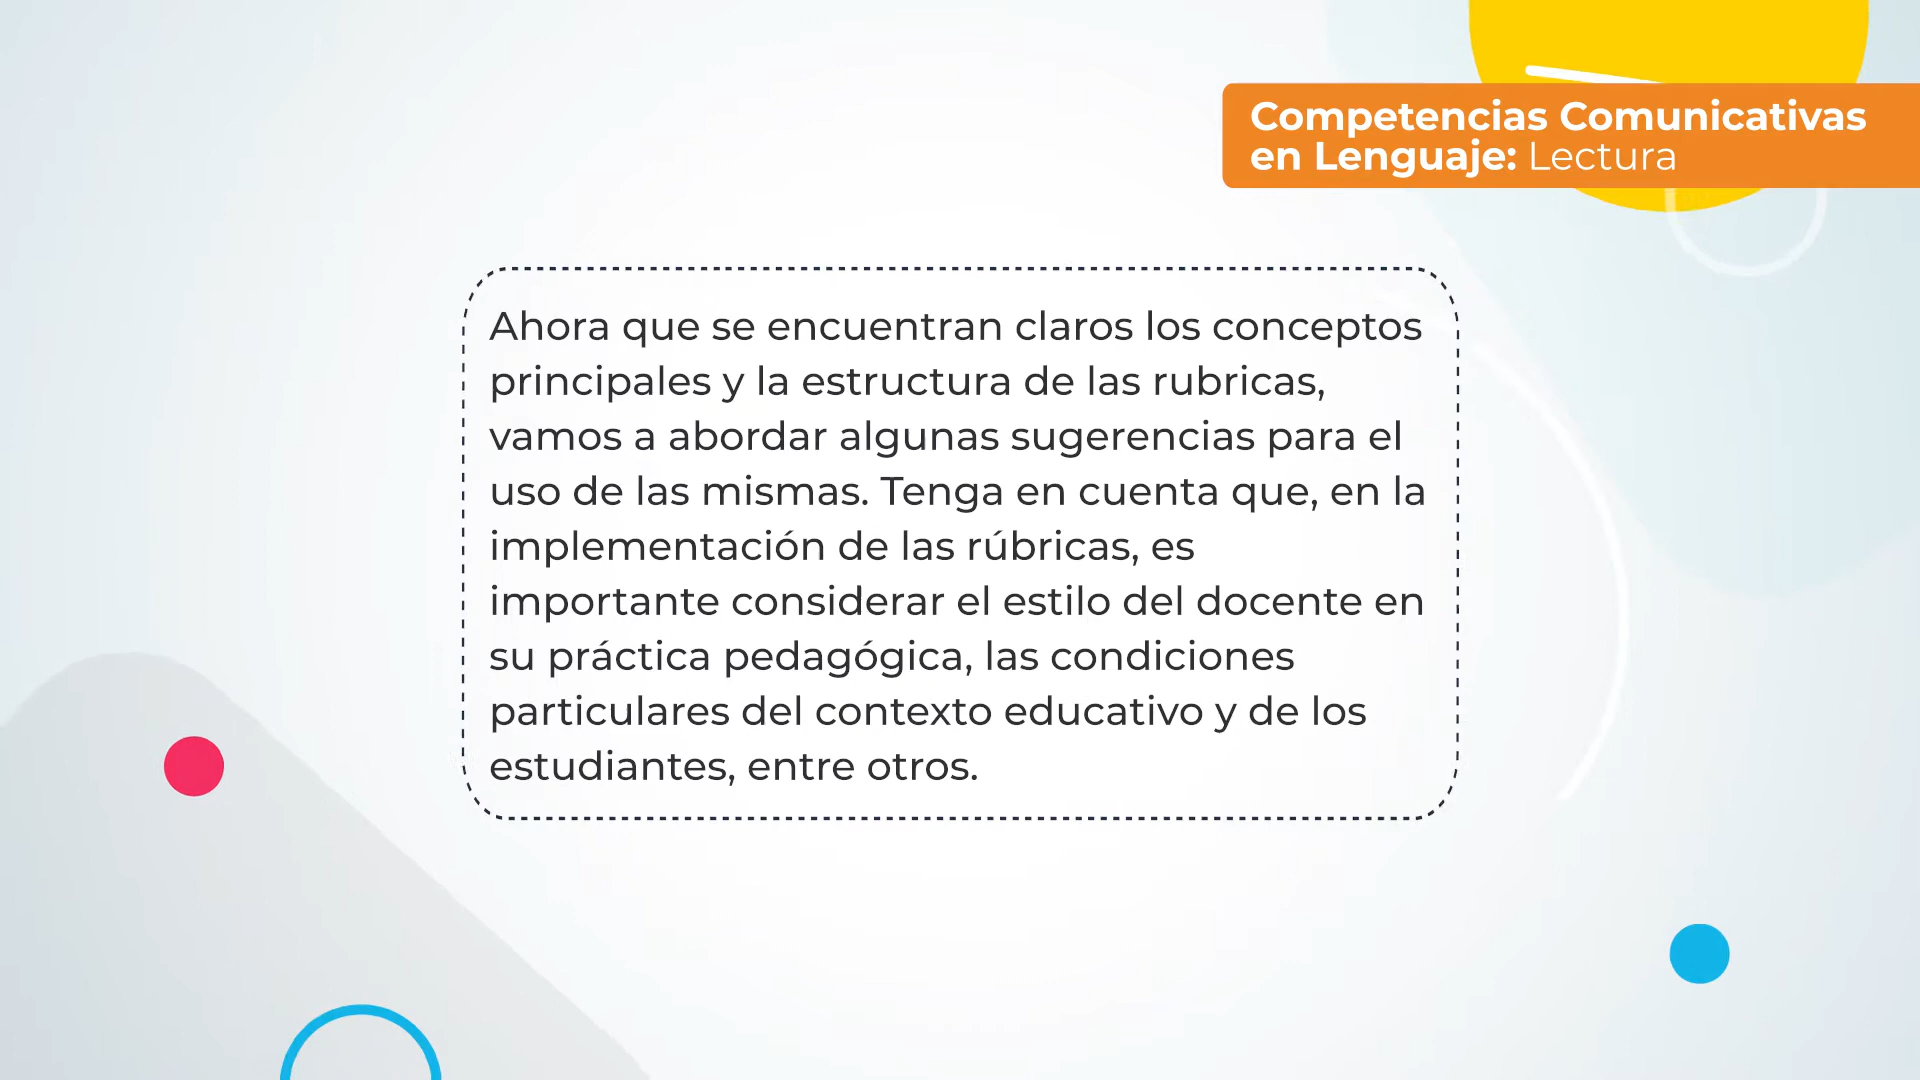 Competencias Comunicativas
en Lenguaje: Lectura
Ahora que se encuentran claros los conceptos
principales y la estructura de las rubricas,
vamos a abordar algunas sugerencias para el
uso de las mismas. Tenga en cuenta que, en la
implementación de las rúbricas, es
importante considerar el estilo del docente en
su práctica pedagógica, las condiciones
particulares del contexto educativo y de los
estudiantes, entre otros.